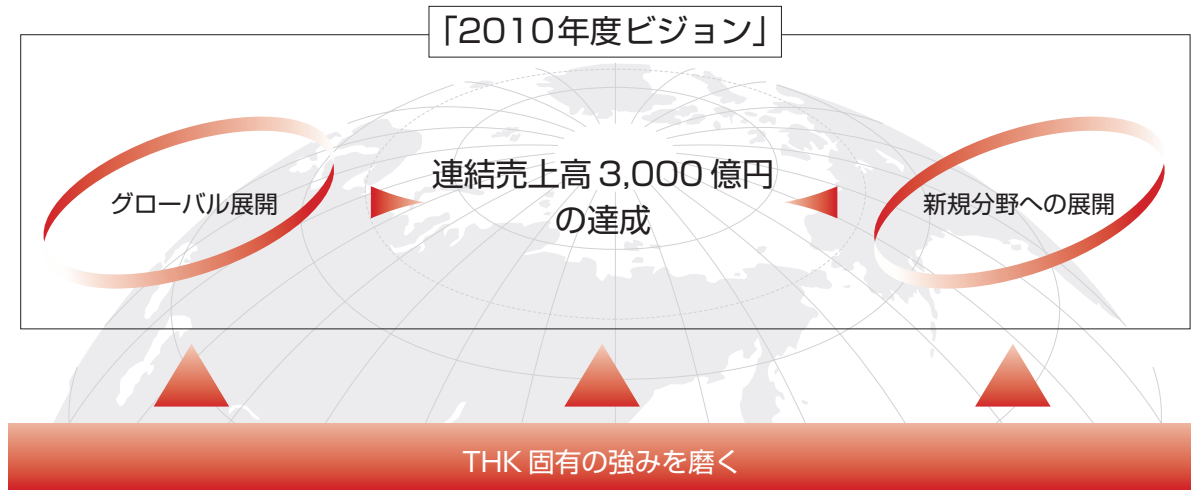 「2010年度ビジョン」
連結売上高 3,000 億円
の達成
グローバル展開
新規分野への展開
THK 固有の強みを磨く